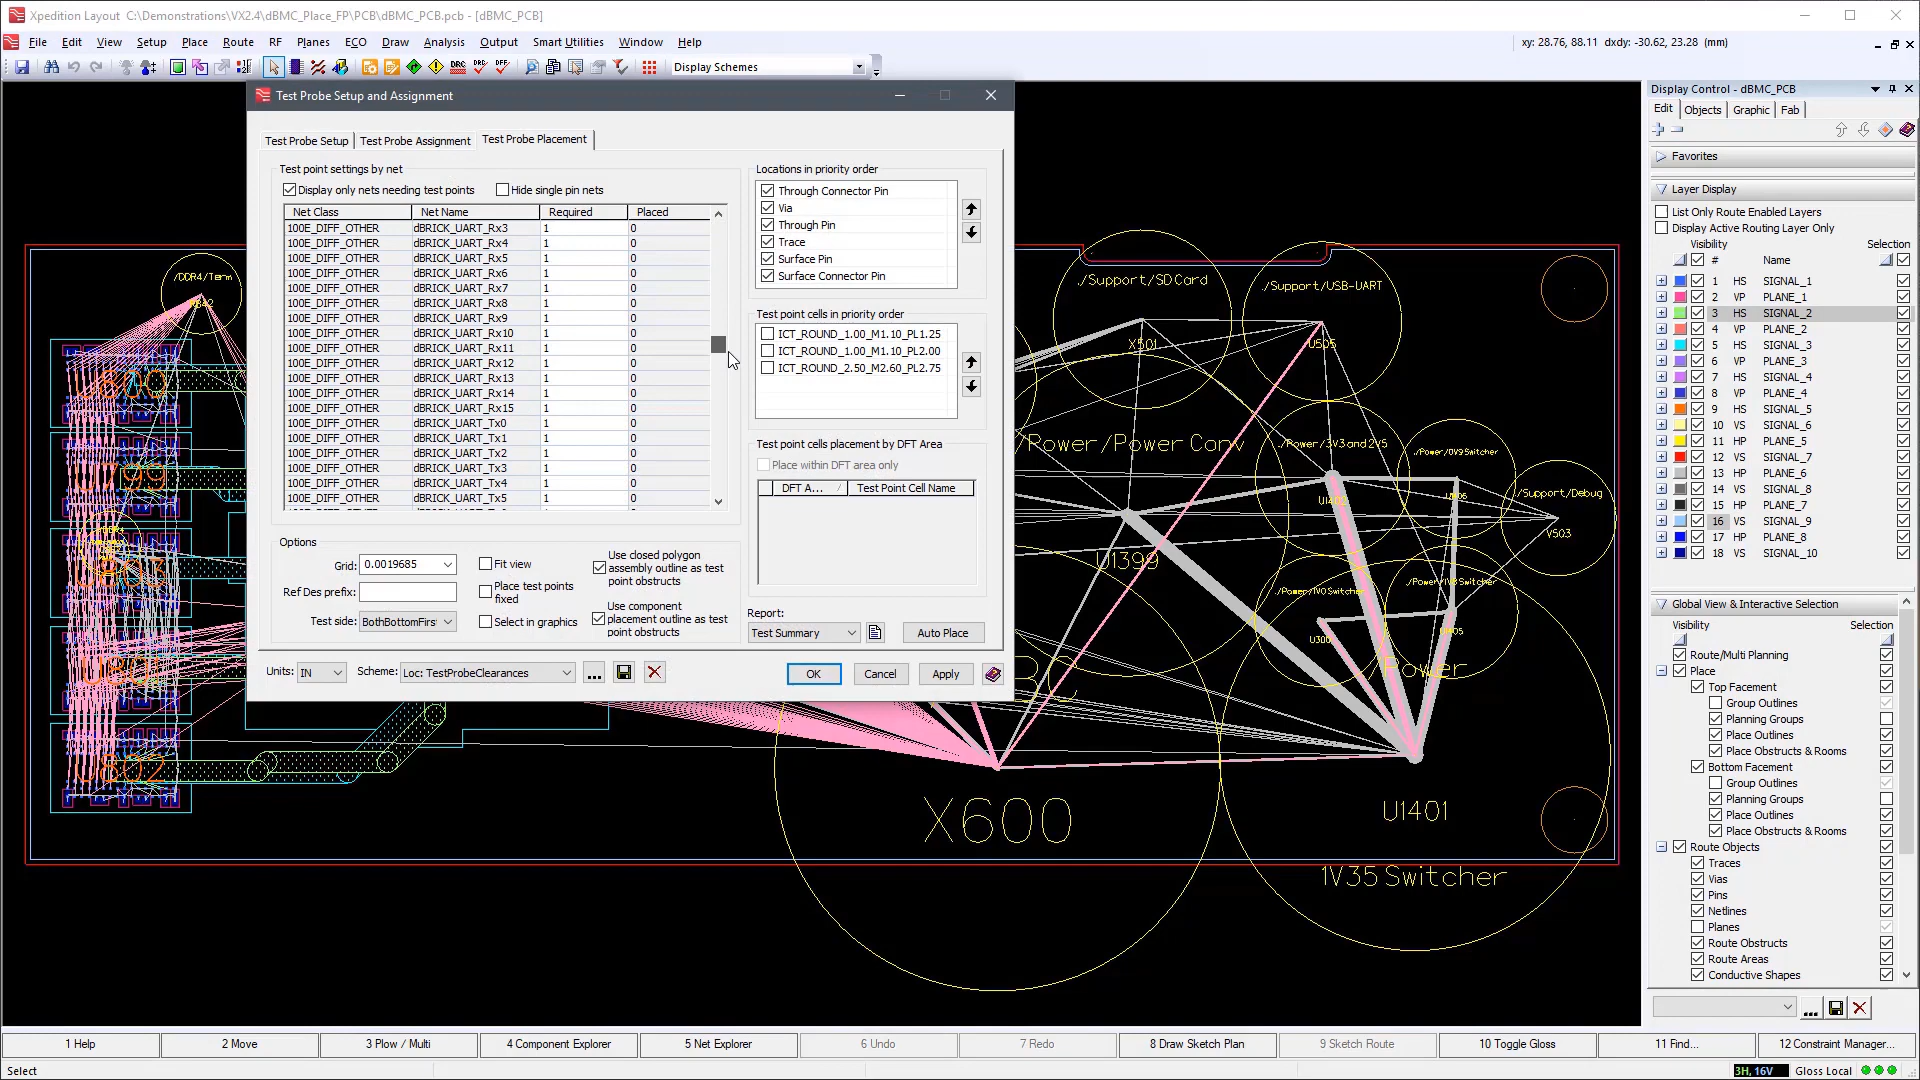 Xpedition Layout  C:\Demonstrations\VX2.4\dBMC_Place_FP\PCB\dBMC_PCB.pcb - [dBMC_PCB]
File Edit View Setup Place Route RF Planes ECO Draw Analysis Output Smart Utilities Window Help
xy: 28.76, 88.11  dxdy: -30.62, 23.28  (mm)
Display Schemes
Test Probe Setup and Assignment
Test Probe Setup
Test Probe Assignment
Test Probe Placement
Test point settings by net
Display only nets needing test points
Hide single pin nets
Net Class Net Name Required Placed
100E_DIFF_OTHER dBRICK_UART_Rx3 1 0
100E_DIFF_OTHER dBRICK_UART_Rx4 1 0
100E_DIFF_OTHER dBRICK_UART_Rx5 1 0
100E_DIFF_OTHER dBRICK_UART_Rx6 1 0
100E_DIFF_OTHER dBRICK_UART_Rx7 1 0
100E_DIFF_OTHER dBRICK_UART_Rx8 1 0
100E_DIFF_OTHER dBRICK_UART_Rx9 1 0
100E_DIFF_OTHER dBRICK_UART_Rx10 1 0
100E_DIFF_OTHER dBRICK_UART_Rx11 1 0
100E_DIFF_OTHER dBRICK_UART_Rx12 1 0
100E_DIFF_OTHER dBRICK_UART_Rx13 1 0
100E_DIFF_OTHER dBRICK_UART_Rx14 1 0
100E_DIFF_OTHER dBRICK_UART_Rx15 1 0
100E_DIFF_OTHER dBRICK_UART_Tx0 1 0
100E_DIFF_OTHER dBRICK_UART_Tx1 1 0
100E_DIFF_OTHER dBRICK_UART_Tx2 1 0
100E_DIFF_OTHER dBRICK_UART_Tx3 1 0
100E_DIFF_OTHER dBRICK_UART_Tx4 1 0
100E_DIFF_OTHER dBRICK_UART_Tx5 1 0
Options
Grid: 0.0019685
Ref Des prefix:
Test side: BothBottomFirs
Fit view
Place test points
fixed
Select in graphics
Use closed polygon
assembly outline as test
point obstructs
Use component
placement outline as test
point obstructs
Locations in priority order
Through Connector Pin
Via
Through Pin
Trace
Surface Pin
Surface Connector Pin
Test point cells in priority order
ICT_ROUND_1.00_M1.10_PL1.25
ICT_ROUND_1.00_M1.10_PL2.00
ICT_ROUND_2.50_M2.60_PL2.75
Test point cells placement by DFT Area
Place within DFT area only
DFT A... Test Point Cell Name
Report:
Test Summary
Auto Place
Units: IN
Scheme: Loc: TestProbeClearances
...
OK
Cancel
Apply
/DDR4/Term
U802
./Support/SDCard
X501
./Support/USB-UART
U505
/Power/Power Conv
U1399
./Power/3V3and2V5
./Power/0V9Switcher
/Support/Debug
V503
./Power/1V0Switcher
U300
./Power/1V8Switcher
Power
X600
U1401
1V35 Switcher
Display Control - dBMC_PCB
Edit Objects Graphic Fab
Favorites
Layer Display
List Only Route Enabled Layers
Display Active Routing Layer Only
Visibility Selection
# Name
1 HS SIGNAL_1
2 VP PLANE_1
3 HS SIGNAL_2
4 VP PLANE_2
5 HS SIGNAL_3
6 VP PLANE_3
7 HS SIGNAL_4
8 VP PLANE_4
9 HS SIGNAL_5
10 VS SIGNAL_6
11 HP PLANE_5
12 VS SIGNAL_7
13 HP PLANE_6
14 VS SIGNAL_8
15 HP PLANE_7
16 VS SIGNAL_9
17 HP PLANE_8
18 VS SIGNAL_10
Global View & Interactive Selection
Visibility Selection
Route/Multi Planning
Place
Top Facement
Group Outlines
Planning Groups
Place Outlines
Place Obstructs & Rooms
Bottom Facement
Group Outlines
Planning Groups
Place Outlines
Place Obstructs & Rooms
Route Objects
Traces
Vias
Pins
Netlines
Planes
Route Obstructs
Route Areas
Conductive Shapes
...
1 Help
2 Move
3 Plow / Multi
4 Component Explorer
5 Net Explorer
6 Undo
7 Redo
8 Draw Sketch Plan
9 Sketch Route
10 Toggle Gloss
11 Find...
12 Constraint Manager...
Select
3H, 16V
Gloss Local